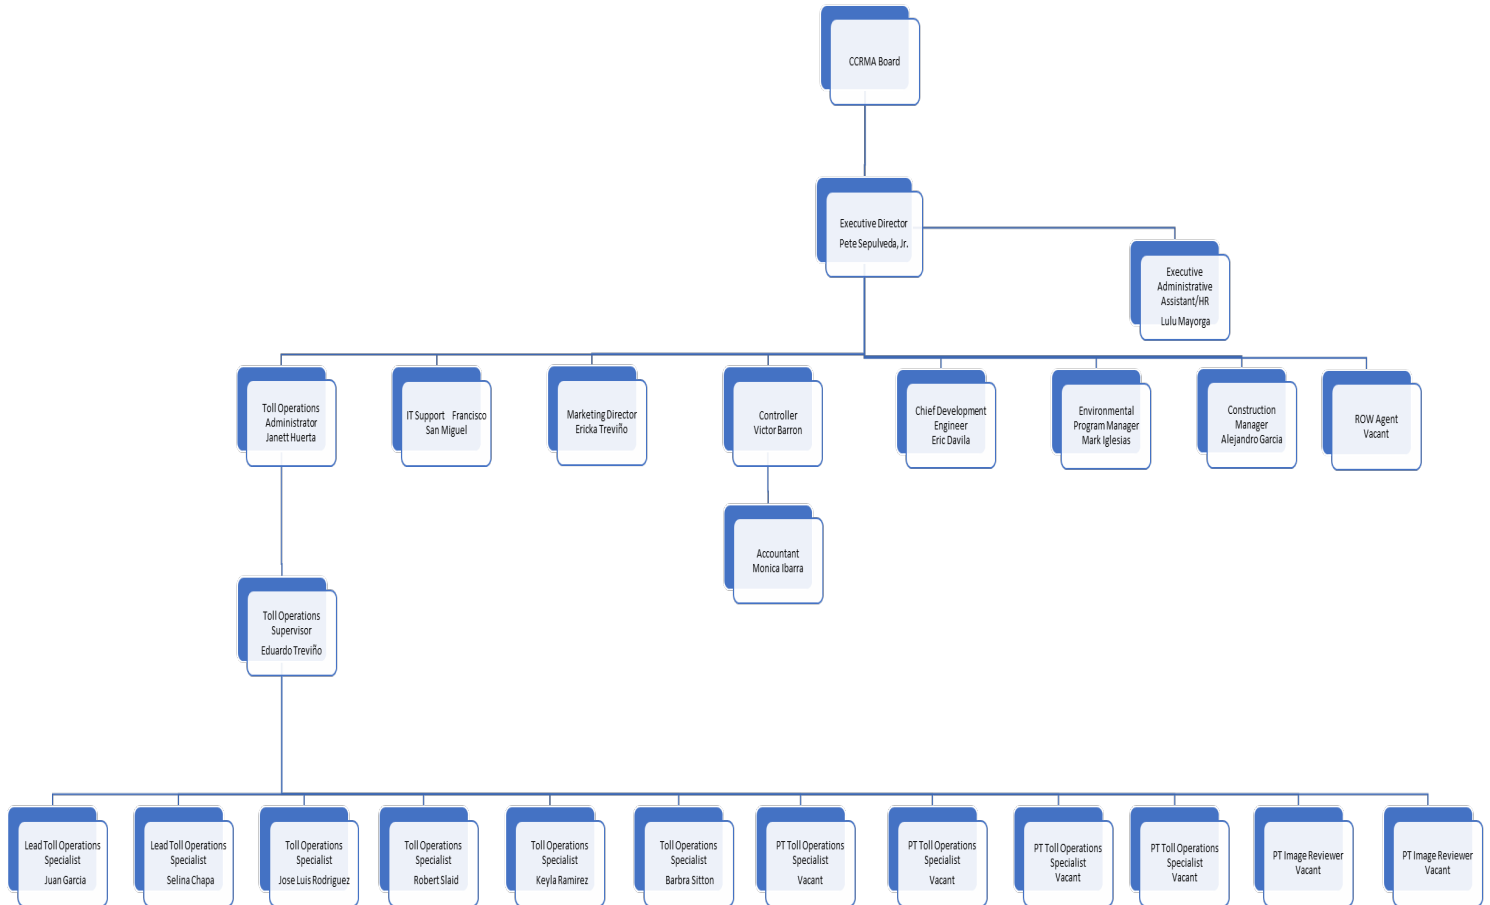 CCRMA Board
Executive Director
Pete Sepulveda, Jr.
Executive
Administrative
Assistant/HR
Lulu Mayorga
Toll Operations
Administrator
Janett Huerta
IT Support Francisco
San Miguel
Marketing Director
Ericka Treviño
Controller
Victor Barron
Chief Development
Engineer
Eric Davila
Environmental
Program Manager
Mark Iglesias
Construction
Manager
Alejandro Garcia
ROW Agent
Vacant
Accountant
Monica Ibarra
Toll Operations
Supervisor
Eduardo Treviño
Lead Toll Operations
Specialist
Juan Garcia
Lead Toll Operations
Specialist
Selina Chapa
Toll Operations
Specialist
Jose Luis Rodriguez
Toll Operations
Specialist
Robert Slaid
Toll Operations
Specialist
Keyla Ramirez
Toll Operations
Specialist
Barbra Sitton
PT Toll Operations
Specialist
Vacant
PT Toll Operations
Specialist
Vacant
PT Toll Operations
Specialist
Vacant
PT Toll Operations
Specialist
Vacant
PT Image Reviewer
Vacant
PT Image Reviewer
Vacant